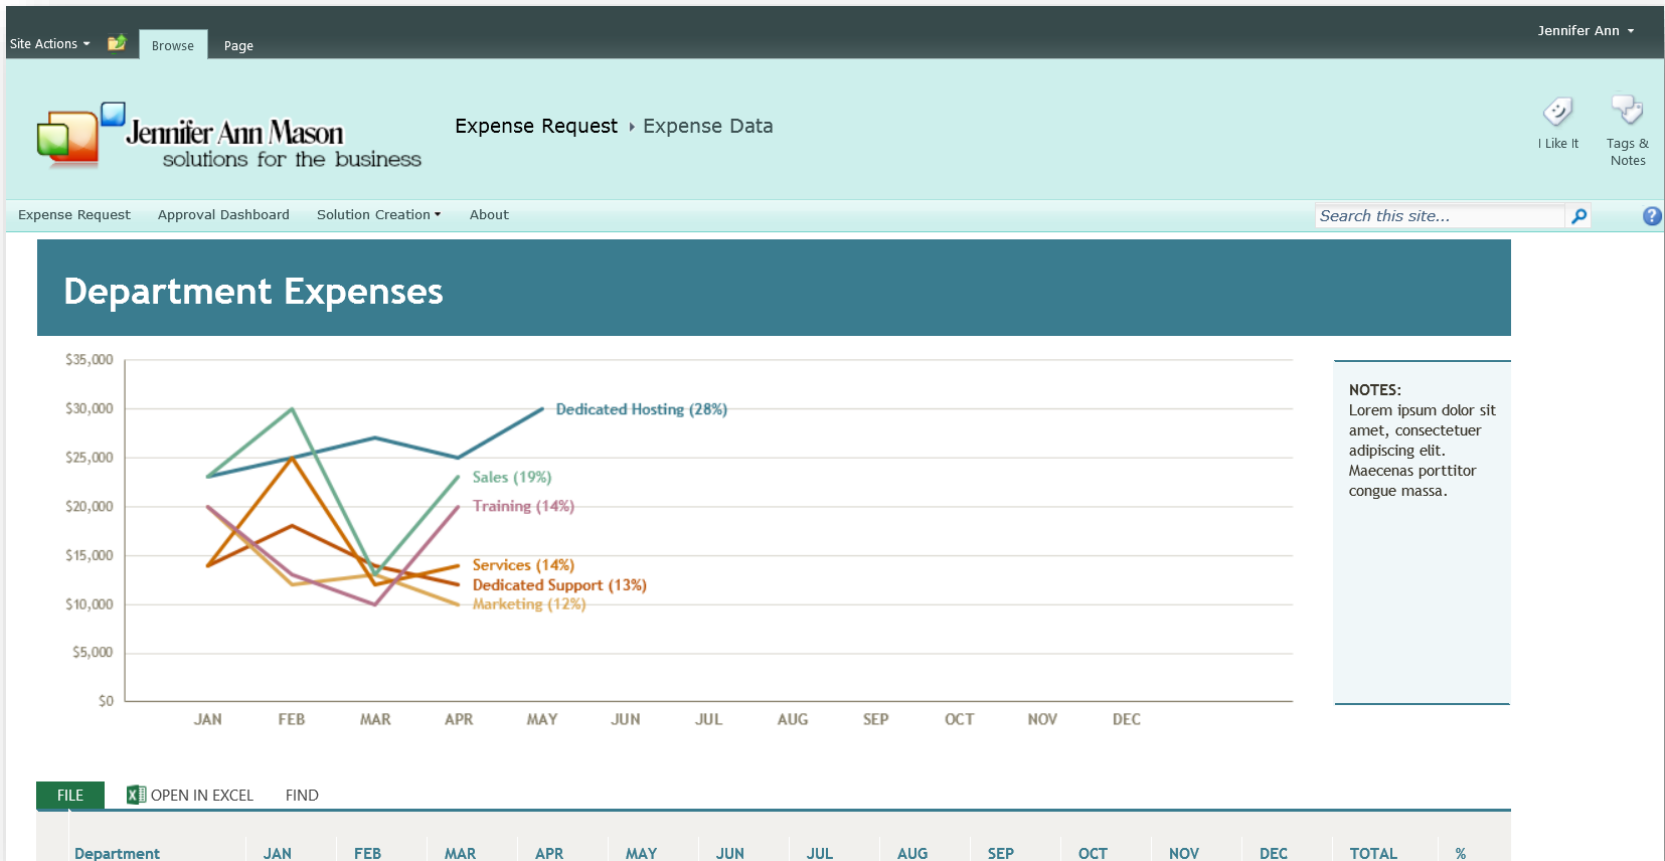 Jennifer Ann
Site Actions
Browse
Page
Jennifer Ann Mason
solutions for the business
Expense Request Expense Data
I Like It
Tags &
Notes
Expense Request Approval Dashboard Solution Creation About
Search this site...
Department Expenses
$35,000
$30,000
$25,000
$20,000
$15,000
$10,000
$5,000
$0
Dedicated Hosting (28%)
Sales (19%)
Training (14%)
Services (14%)
Dedicated Support (13%)
Marketing (12%)
JAN FEB MAR APR MAY JUN JUL AUG SEP OCT NOV DEC
NOTES:
Lorem ipsum dolor sit
amet, consectetuer
adipiscing elit.
Maecenas porttitor
congue massa.
FILE OPEN IN EXCEL FIND
Department JAN FEB MAR APR MAY JUN JUL AUG SEP OCT NOV DEC TOTAL %